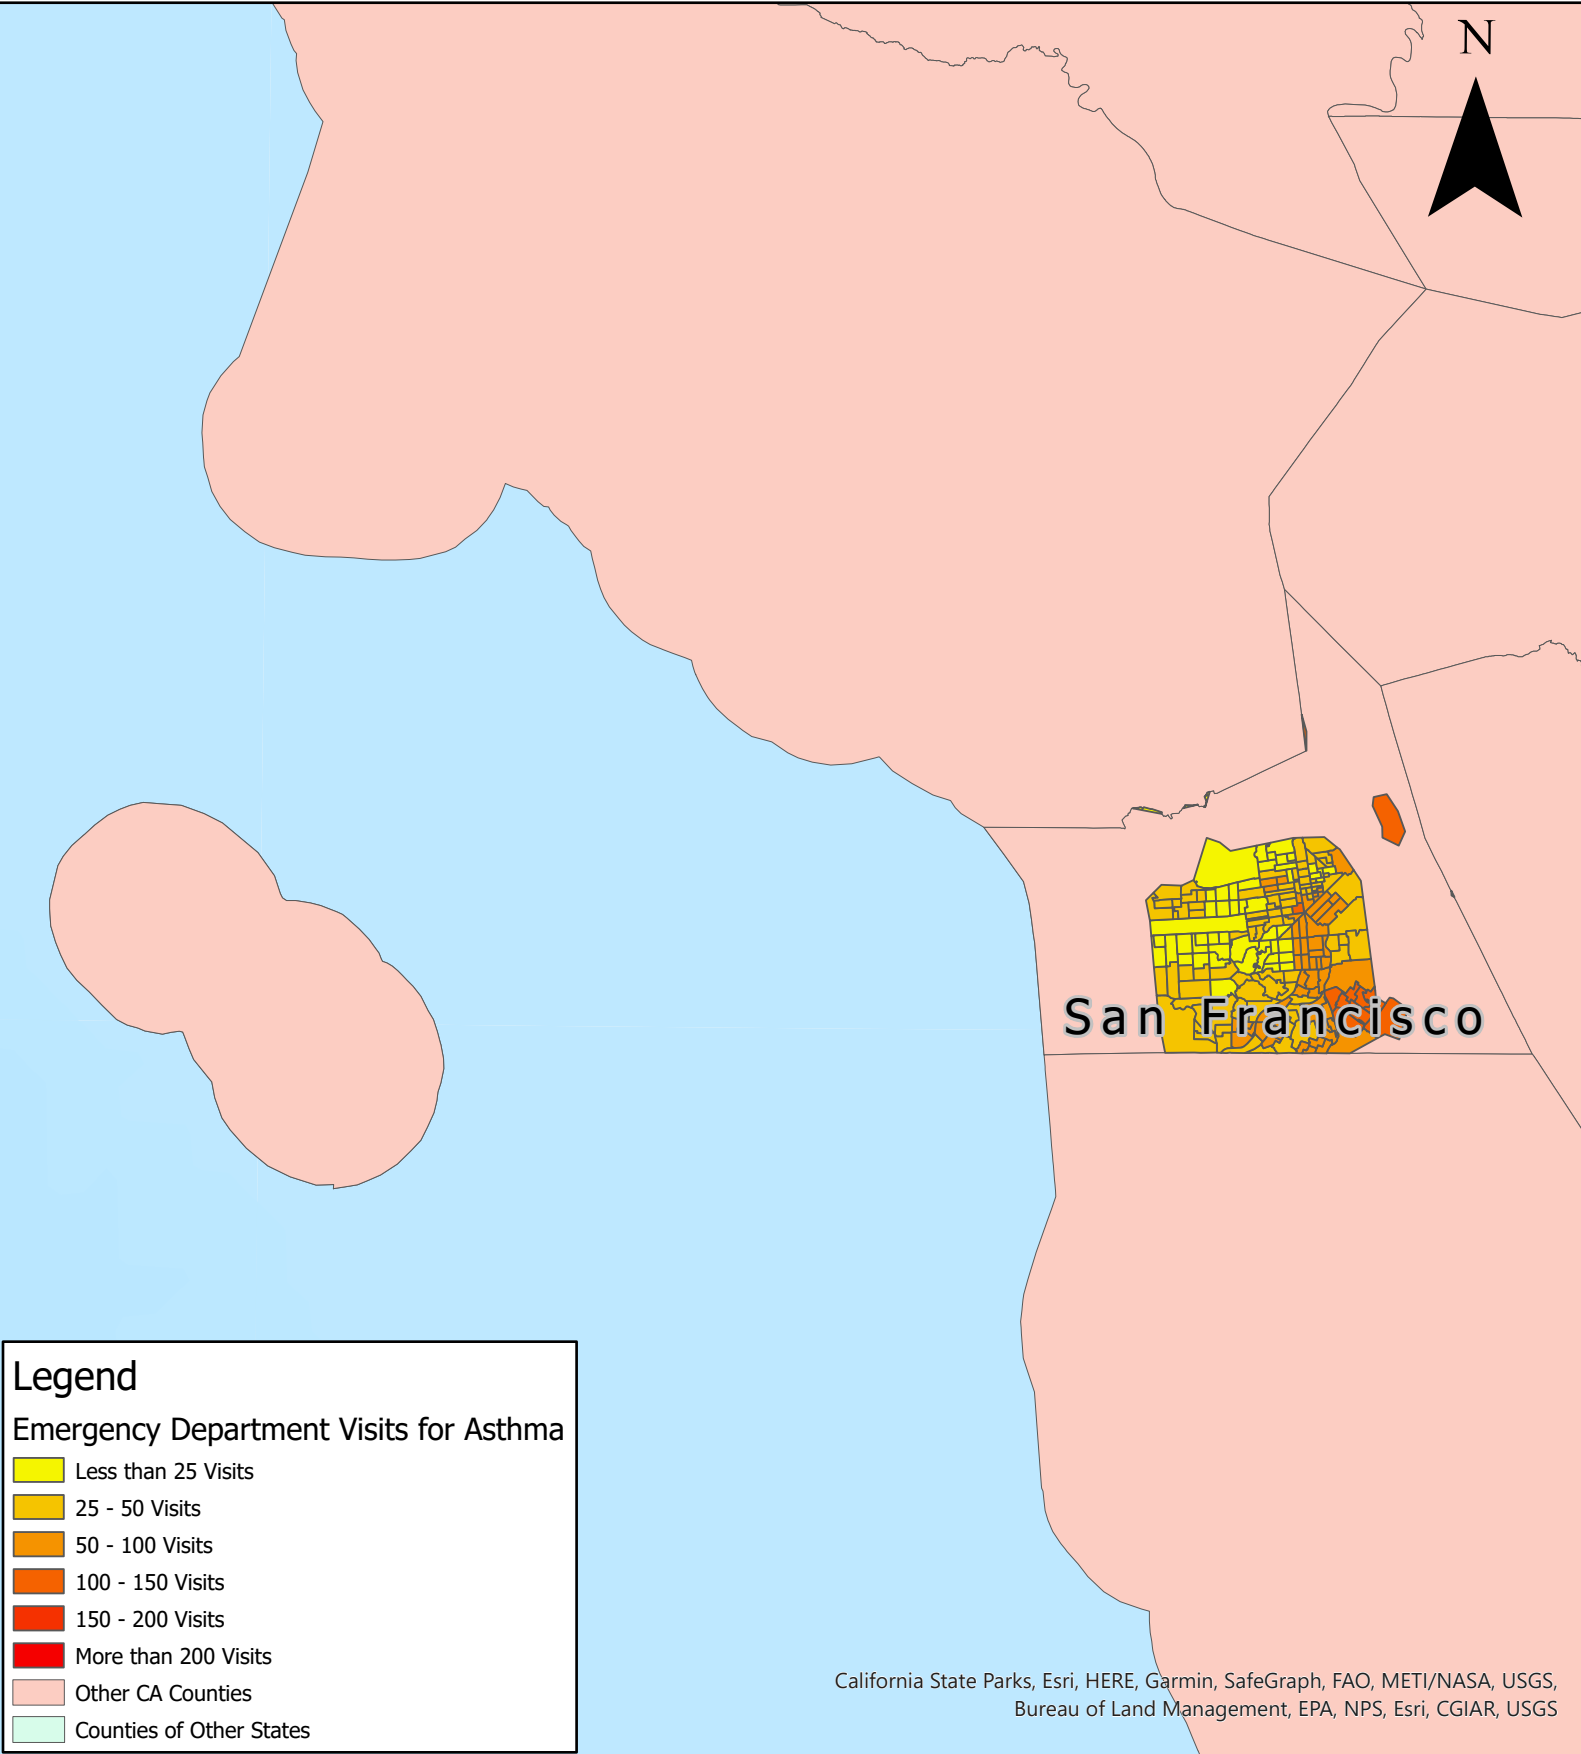 N
San Francisco
Legend
Emergency Department Visits for Asthma
Less than 25 Visits
25 - 50 Visits
50 - 100 Visits
100 - 150 Visits
150 - 200 Visits
More than 200 Visits
Other CA Counties
Counties of Other States
California State Parks, Esri, HERE, Garmin, SafeGraph, FAO, METI/NASA, USGS,
Bureau of Land Management, EPA, NPS, Esri, CGIAR, USGS